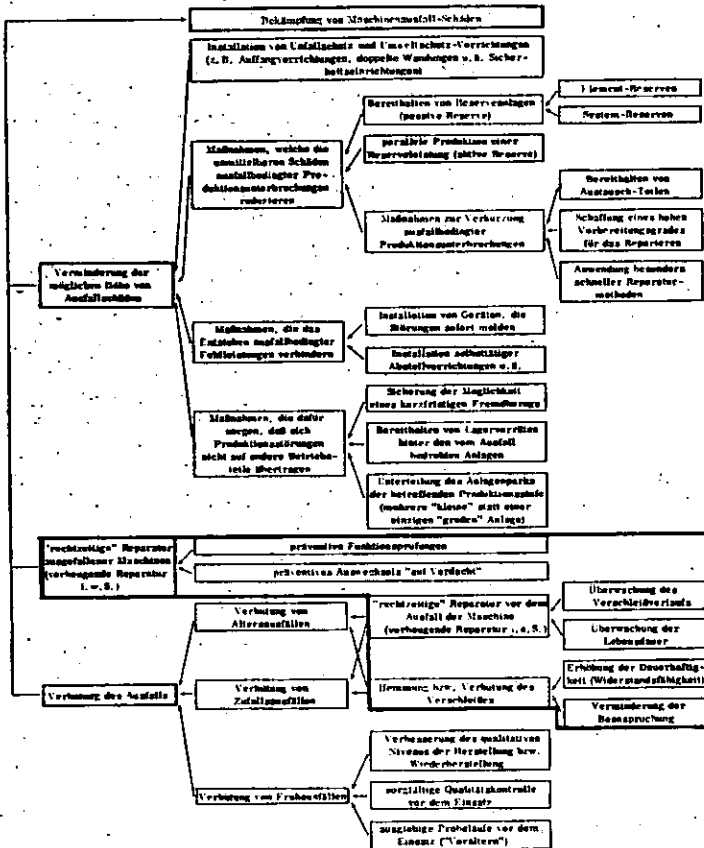 Bekämpfung von Maschinenausfall-Schäden
Installation von Unfallschutz und Umweltschutz-Vorrichtungen
(z. B. Auffangvorrichtungen, doppelte Wandungen u. ä. Sicher-
heitseinrichtungen)
Bereithalten von Reserveanlagen
(passive Reserve)
Element-Reserven
System-Reserven
Maßnahmen, welche die
unmittelbaren Schäden
ausfallbedingter Pro-
duktionsunterbrechungen
reduzieren
parallele Produktion einer
Reserveleistung (aktive Reserve)
Maßnahmen zur Verkürzung
ausfallbedingter
Produktionsunterbrechungen
Bereithalten von
Austausch-Teilen
Schaffung eines hohen
Vorbereitungsgrades
für das Reparieren
Anwendung besonders
schneller Reparatur-
methoden
Verminderung der
möglichen Höhe von
Ausfallschäden
Maßnahmen, die das
Entstehen ausfallbedingter
Fehlleistungen verhindern
Installation von Geräten, die
Störungen sofort melden
Installation selbsttätiger
Abstellvorrichtungen u. ä.
Maßnahmen, die dafür
sorgen, daß sich
Produktionsstörungen
nicht auf andere Betriebs-
teile übertragen
Sicherung der Möglichkeit
eines kurzfristigen Fremdbezugs
Bereithalten von Lagervorräten
hinter den vom Ausfall
bedrohten Anlagen
Unterteilung des Anlagenparks
der betreffenden Produktionsstufe
(mehrere "kleine" statt einer
einzigen "großen" Anlage)
"rechtzeitige" Reparatur
ausgefallener Maschinen
(vorbeugende Reparatur
i. w. S.)
präventive Funktionsprüfungen
präventives Auswechseln "auf Verdacht"
Verhütung von
Altersausfällen
"rechtzeitige" Reparatur vor dem
Ausfall der Maschine
(vorbeugende Reparatur i. e. S.)
Überwachung des
Verschleißverlaufs
Überwachung der
Lebensdauer
Verhütung des Ausfalls
Verhütung von
Zufallsausfällen
Hemmung bzw. Verhütung des
Verschleißes
Erhöhung der Dauerhaftig-
keit (Widerstandsfähigkeit)
Verminderung der
Beanspruchung
Verhütung von Frühausfällen
Verbesserung des qualitativen
Niveaus der Herstellung bzw.
Wiederherstellung
sorgfältige Qualitätskontrolle
vor dem Einsatz
ausgiebige Probeläufe vor dem
Einsatz ("Voraltern")